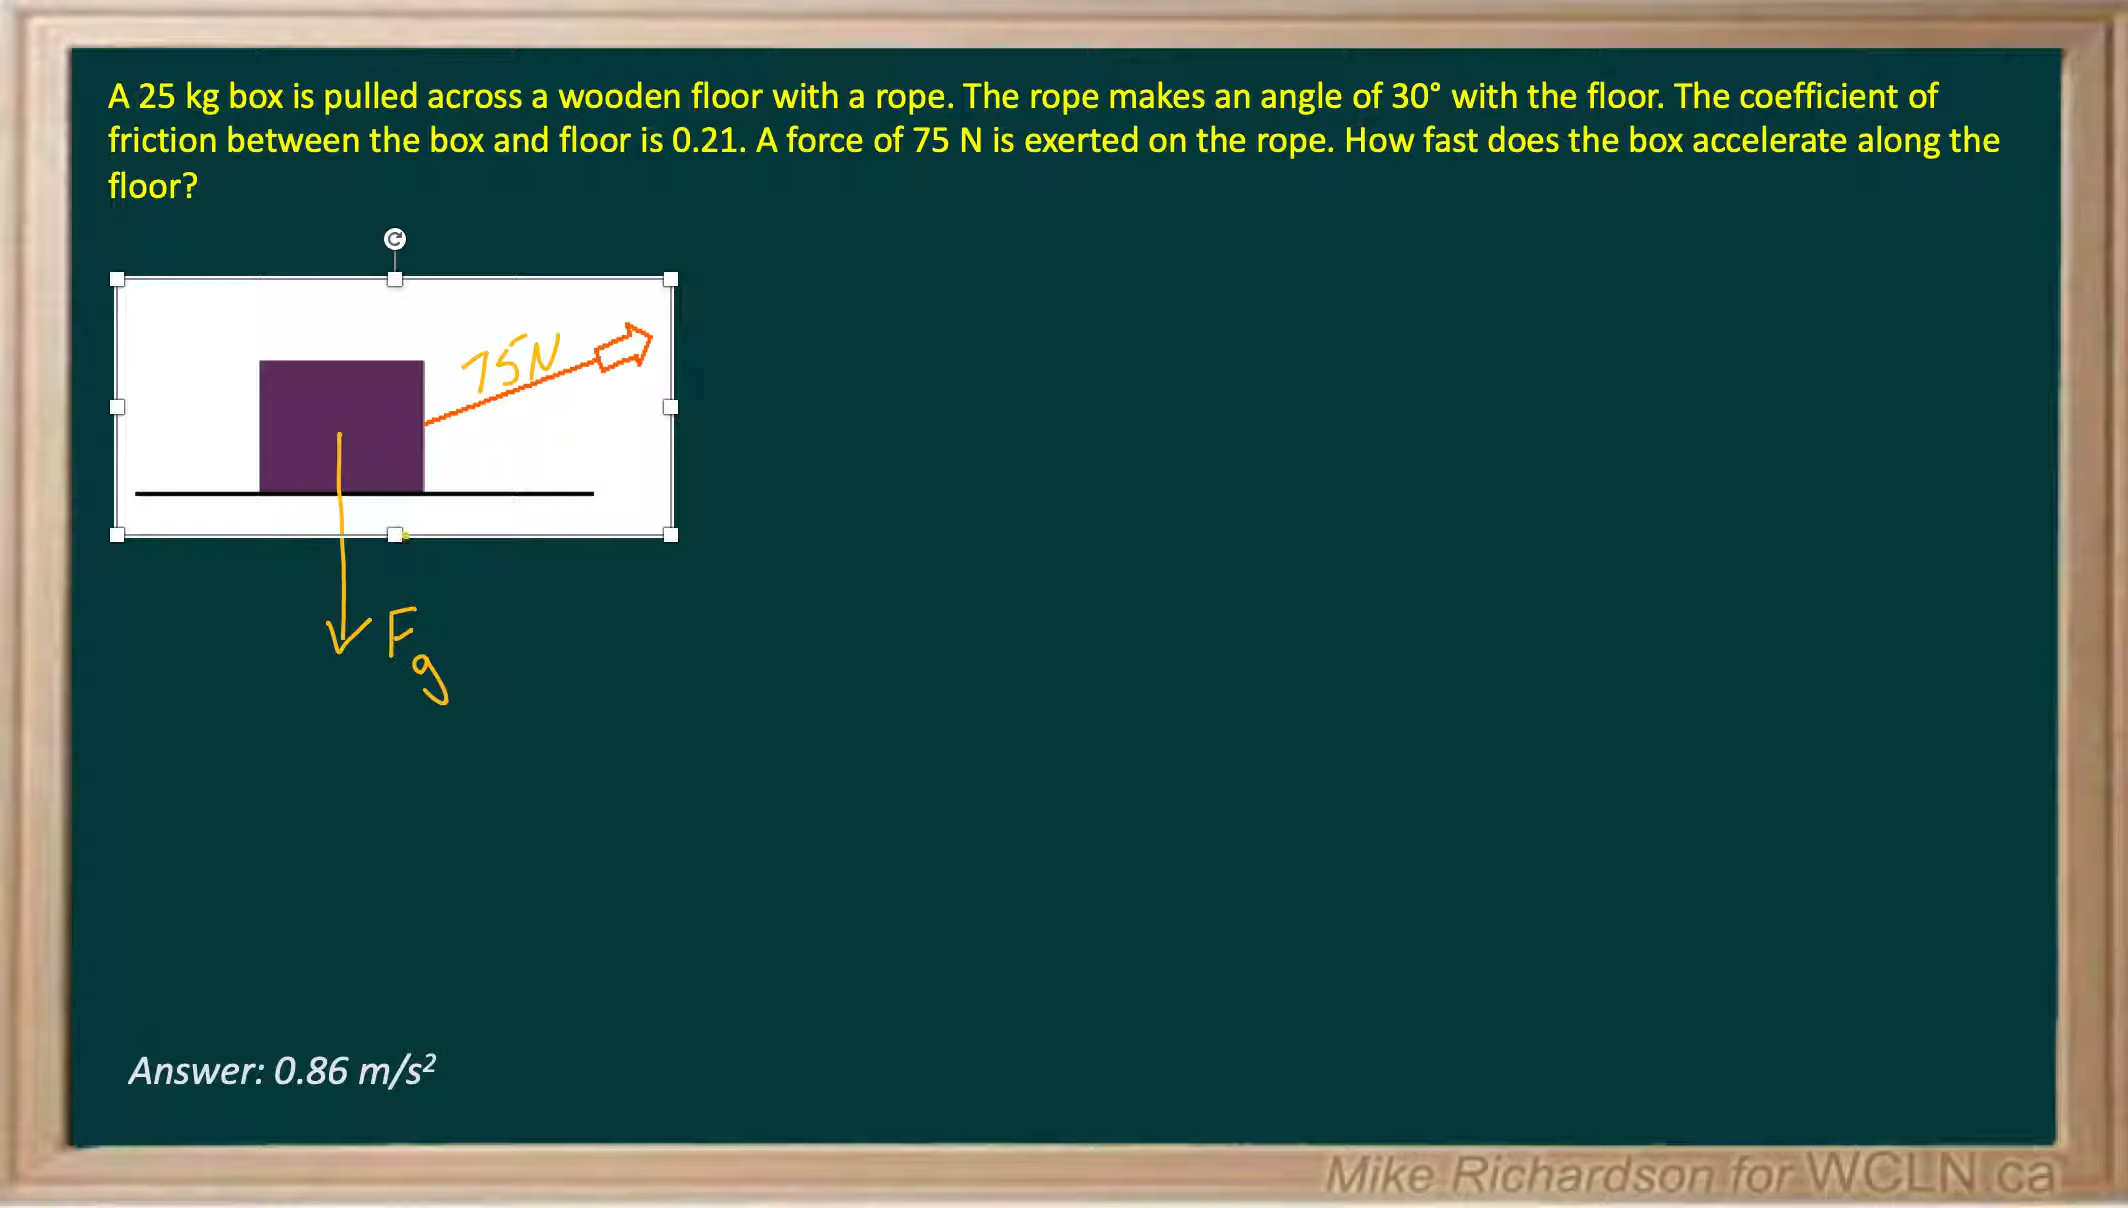 A 25 kg box is pulled across a wooden floor with a rope. The rope makes an angle of 30° with the floor. The coefficient of
friction between the box and floor is 0.21. A force of 75 N is exerted on the rope. How fast does the box accelerate along the
floor?
75N
Fg
Answer: 0.86 m/s²
Mike Richardson for WCLN.ca